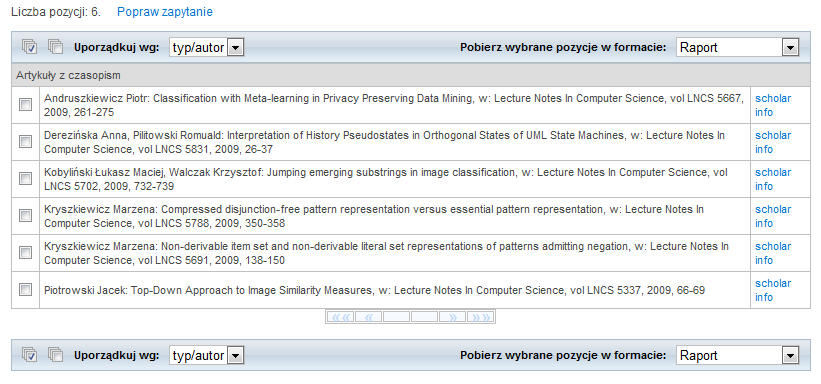 Liczba pozycji: 6. Popraw zapytanie
Uporządkuj wg: typ/autor Pobierz wybrane pozycje w formacie: Raport
Artykuły z czasopism
Andruszkiewicz Piotr: Classification with Meta-learning in Privacy Preserving Data Mining, w: Lecture Notes In Computer Science, vol LNCS 5667, scholar
2009, 261-275 info
Derezińska Anna, Pilitowski Romuald: Interpretation of History Pseudostates in Orthogonal States of UML State Machines, w: Lecture Notes In scholar
Computer Science, vol LNCS 5831, 2009, 26-37 info
Kobyliński Łukasz Maciej, Walczak Krzysztof: Jumping emerging substrings in image classification, w: Lecture Notes In Computer Science, vol scholar
LNCS 5702, 2009, 732-739 info
Kryszkiewicz Marzena: Compressed disjunction-free pattern representation versus essential pattern representation, w: Lecture Notes In Computer scholar
Science, vol LNCS 5788, 2009, 350-358 info
Kryszkiewicz Marzena: Non-derivable item set and non-derivable literal set representations of patterns admitting negation, w: Lecture Notes In scholar
Computer Science, vol LNCS 5691, 2009, 138-150 info
Piotrowski Jacek: Top-Down Approach to Image Similarity Measures, w: Lecture Notes In Computer Science, vol LNCS 5337, 2009, 66-69 scholar
info
«« « » »»
Uporządkuj wg: typ/autor Pobierz wybrane pozycje w formacie: Raport